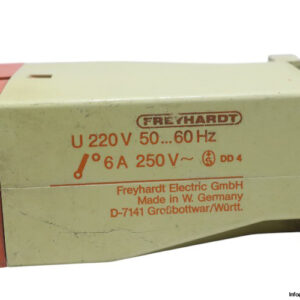 FREYHARDT
U 220 V 50...60 Hz
6 A 250 V~ DD 4
Freyhardt Electric GmbH
Made in W. Germany
D-7141 Großbottwar/Württ.